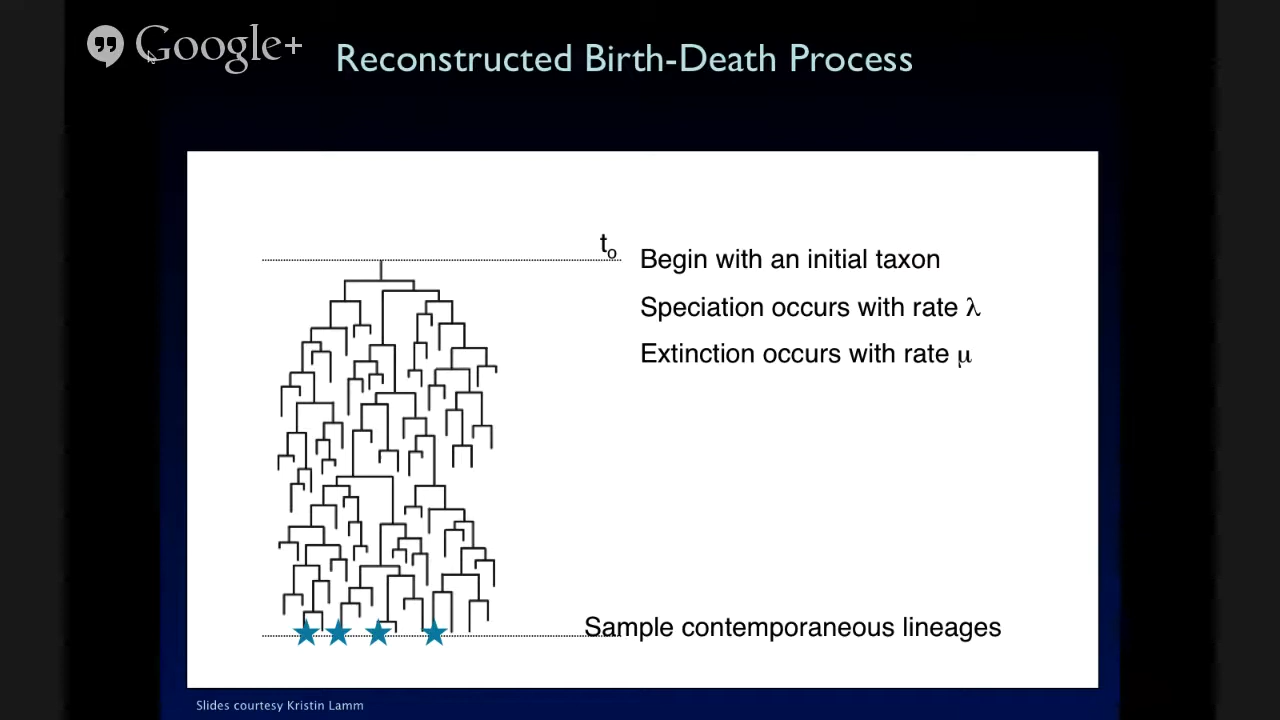 Google+
Reconstructed Birth-Death Process
t₀
Begin with an initial taxon
Speciation occurs with rate λ
Extinction occurs with rate μ
Sample contemporaneous lineages
Slides courtesy Kristin Lamm